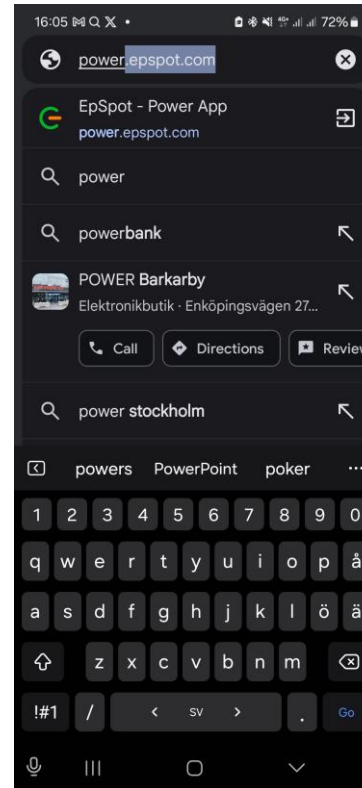 16:05 72%
power.epspot.com
EpSpot - Power App
power.epspot.com
power
powerbank
POWER Barkarby
Elektronikbutik · Enköpingsvägen 27...
Call Directions Review
power stockholm
powers PowerPoint poker ...
1 2 3 4 5 6 7 8 9 0
q w e r t y u i o p å
a s d f g h j k l ö ä
z x c v b n m
!#1 / < SV > . Go